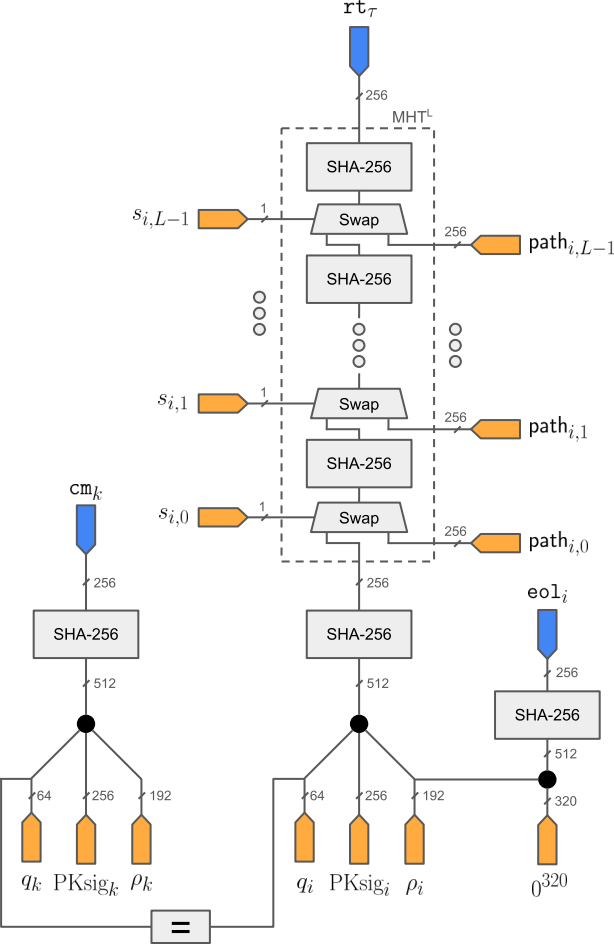 rt_τ
256
MHT^L
SHA-256
s_{i,L−1} 1 Swap 256 path_{i,L−1}
SHA-256
s_{i,1} 1 Swap 256 path_{i,1}
SHA-256
s_{i,0} 1 Swap 256 path_{i,0}
cm_k
256 256 eol_i
SHA-256 SHA-256 256
512 512 SHA-256
512
64 256 192 64 256 192 320
q_k PKsig_k ρ_k q_i PKsig_i ρ_i 0^{320}
=